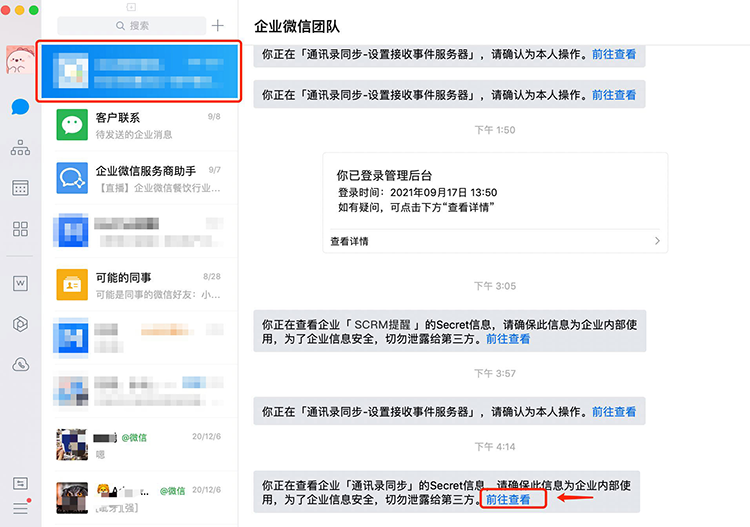 搜索
企业微信团队
客户联系
9/8
待发送的企业消息
企业微信服务商助手
9/7
【直播】企业微信餐饮行业...
可能的同事
8/28
可能是同事的微信好友：小...
@微信
20/12/6
嗯
@微信
20/12/6
你正在「通讯录同步-设置接收事件服务器」，请确认为本人操作。前往查看
你正在「通讯录同步-设置接收事件服务器」，请确认为本人操作。前往查看
下午 1:50
你已登录管理后台
登录时间：2021年09月17日 13:50
如有疑问，可点击下方“查看详情”
查看详情
下午 3:05
你正在查看企业「 SCRM提醒 」的Secret信息，请确保此信息为企业内部使
用，为了企业信息安全，切勿泄露给第三方。前往查看
下午 3:57
你正在「通讯录同步-设置接收事件服务器」，请确认为本人操作。前往查看
下午 4:14
你正在查看企业「通讯录同步」的Secret信息，请确保此信息为企业内部使
用，为了企业信息安全，切勿泄露给第三方。前往查看